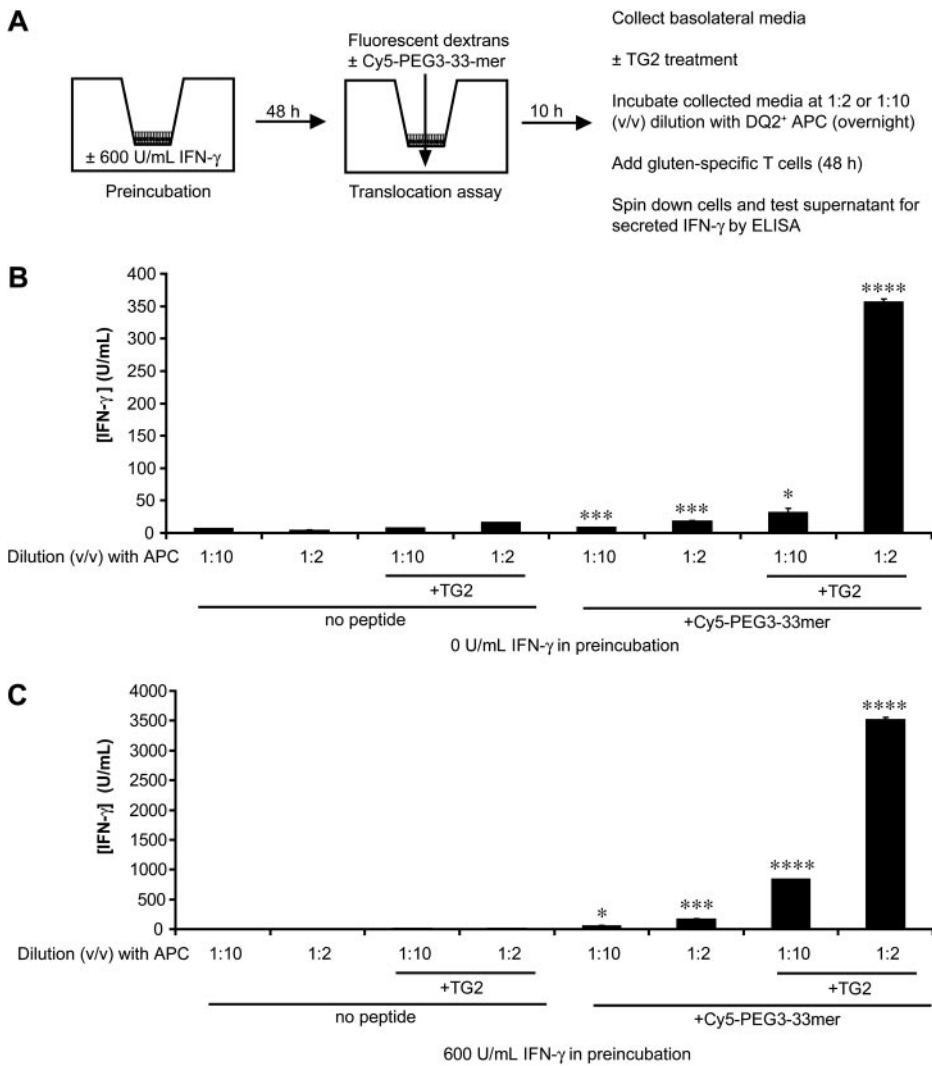 A
± 600 U/mL IFN-γ
Preincubation
48 h
Fluorescent dextrans
± Cy5-PEG3-33-mer
Translocation assay
10 h
Collect basolateral media
± TG2 treatment
Incubate collected media at 1:2 or 1:10
(v/v) dilution with DQ2⁺ APC (overnight)
Add gluten-specific T cells (48 h)
Spin down cells and test supernatant for
secreted IFN-γ by ELISA
B
[IFN-γ] (U/mL)
400
350
300
250
200
150
100
50
0
*** *** * ****
Dilution (v/v) with APC 1:10 1:2 1:10 1:2 1:10 1:2 1:10 1:2
+TG2 +TG2
no peptide +Cy5-PEG3-33mer
0 U/mL IFN-γ in preincubation
C
[IFN-γ] (U/mL)
4000
3500
3000
2500
2000
1500
1000
500
0
* *** **** ****
Dilution (v/v) with APC 1:10 1:2 1:10 1:2 1:10 1:2 1:10 1:2
+TG2 +TG2
no peptide +Cy5-PEG3-33mer
600 U/mL IFN-γ in preincubation